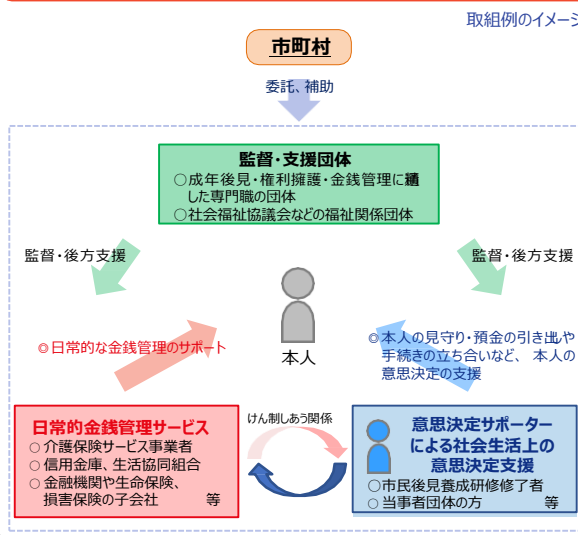 取組例のイメージ
市町村
委託、補助
監督・支援団体
○成年後見・権利擁護・金銭管理に精通
した専門職の団体
○社会福祉協議会などの福祉関係団体
監督・後方支援
監督・後方支援
本人
◎日常的な金銭管理のサポート
◎本人の見守り・預金の引き出しや
手続きの立ち合いなど、 本人の
意思決定の支援
日常的金銭管理サービス
○ 介護保険サービス事業者
○ 信用金庫、生活協同組合
○ 金融機関や生命保険、
損害保険の子会社 等
けん制しあう関係
意思決定サポーター
による社会生活上の
意思決定支援
○市民後見養成研修修了者
○ 当事者団体の方 等